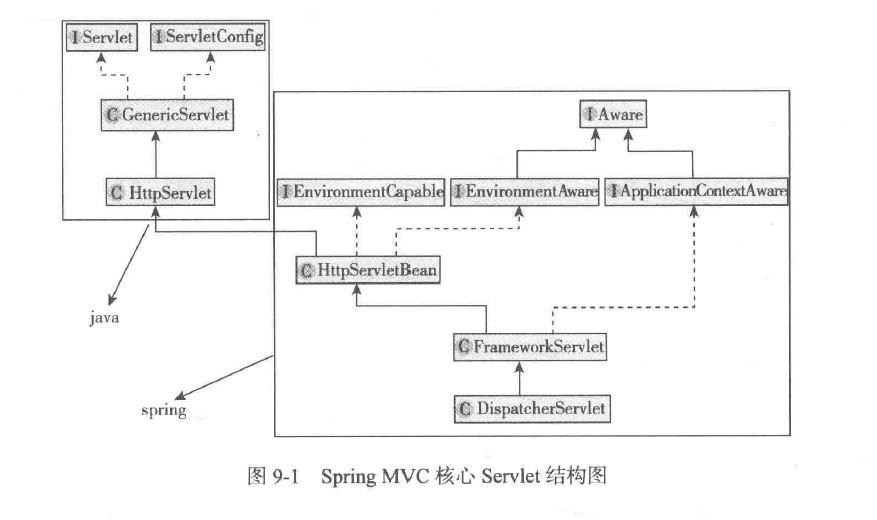 I Servlet
I ServletConfig
C GenericServlet
C HttpServlet
I Aware
I EnvironmentCapable
I EnvironmentAware
I ApplicationContextAware
C HttpServletBean
C FrameworkServlet
C DispatcherServlet
java
spring
图 9-1 Spring MVC 核心 Servlet 结构图